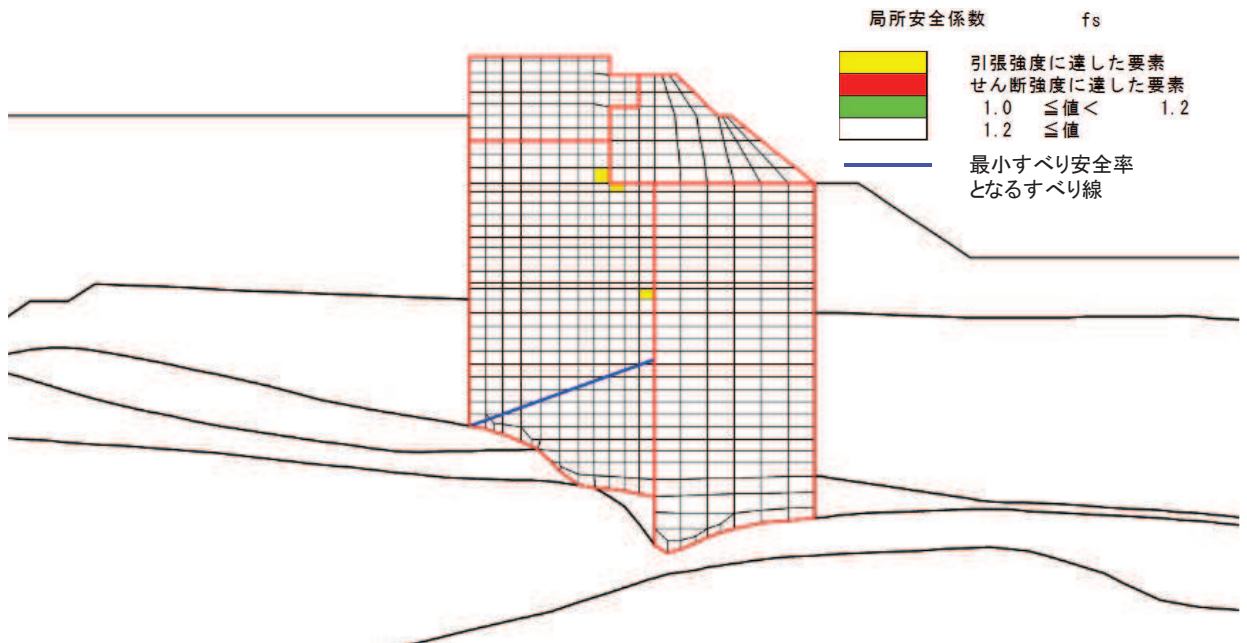 局所安全係数 fs
引張強度に達した要素
せん断強度に達した要素
1.0 ≦値< 1.2
1.2 ≦値
最小すべり安全率
となるすべり線